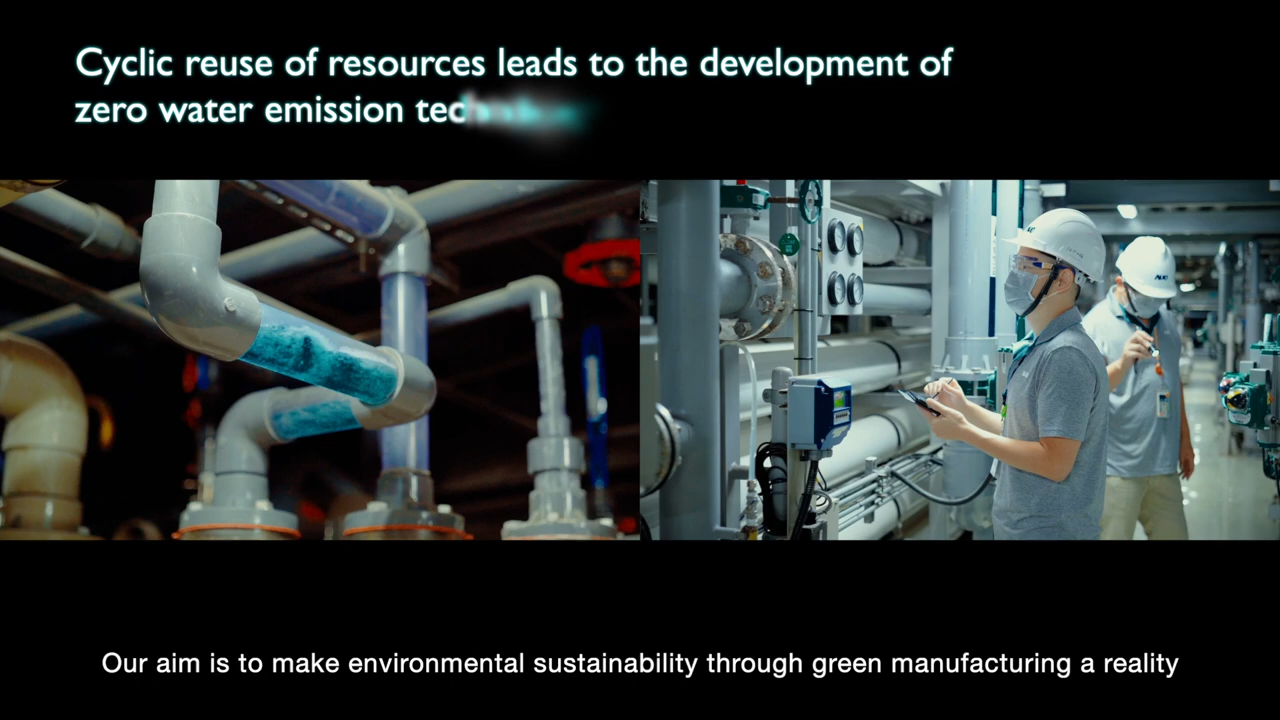 Cyclic reuse of resources leads to the development of
zero water emission
AUO
Our aim is to make environmental sustainability through green manufacturing a reality